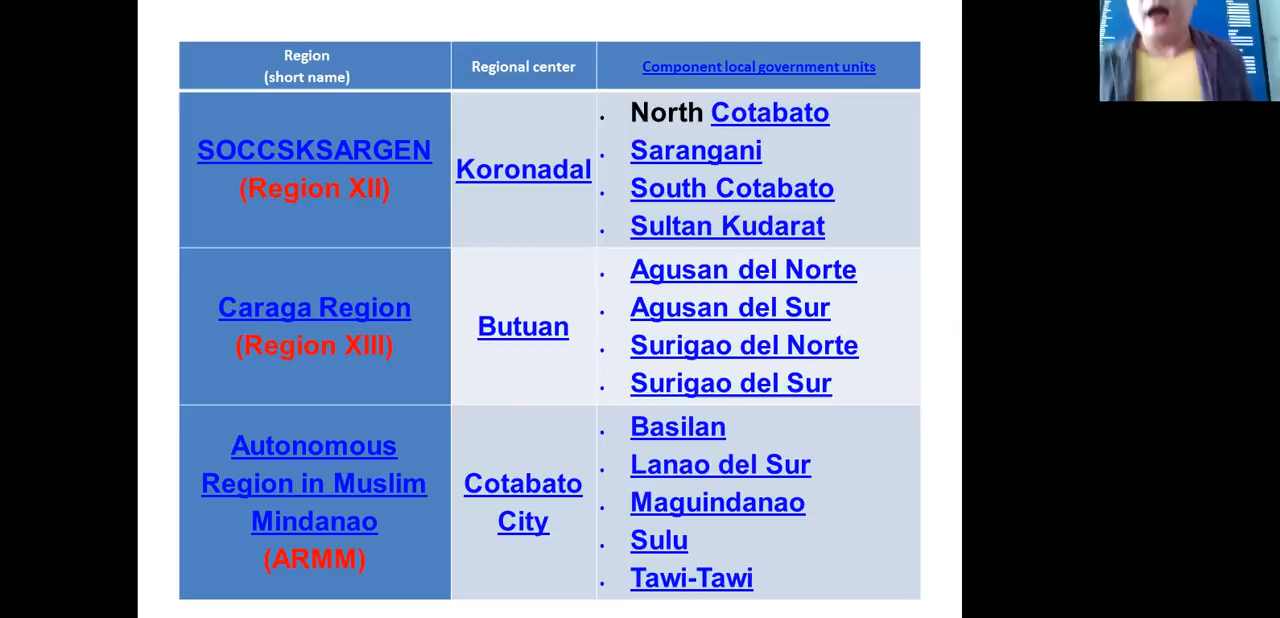 Region
(short name)
Regional center
Component local government units
SOCCSKSARGEN
(Region XII)
Koronadal
North Cotabato
Sarangani
South Cotabato
Sultan Kudarat
Caraga Region
(Region XIII)
Butuan
Agusan del Norte
Agusan del Sur
Surigao del Norte
Surigao del Sur
Autonomous
Region in Muslim
Mindanao
(ARMM)
Cotabato
City
Basilan
Lanao del Sur
Maguindanao
Sulu
Tawi-Tawi